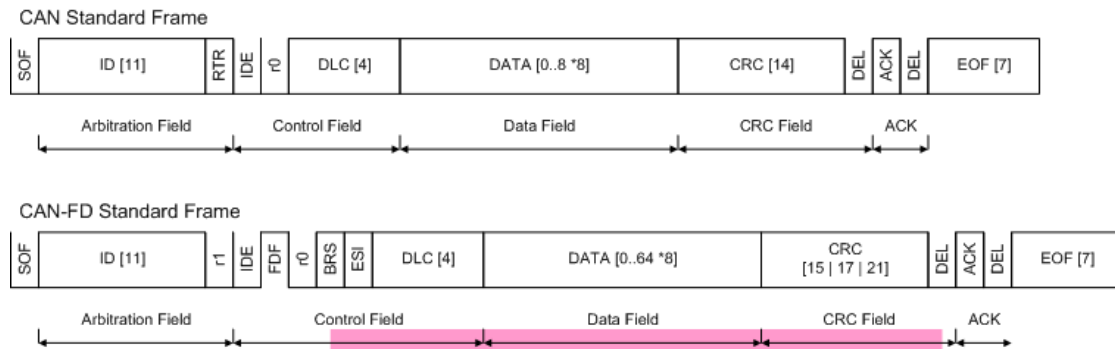 CAN Standard Frame
SOF ID [11] RTR IDE r0 DLC [4] DATA [0..8 *8] CRC [14] DEL ACK DEL EOF [7]
Arbitration Field Control Field Data Field CRC Field ACK
CAN-FD Standard Frame
SOF ID [11] r1 IDE FDF r0 BRS ESI DLC [4] DATA [0..64 *8] CRC [15 | 17 | 21] DEL ACK DEL EOF [7]
Arbitration Field Control Field Data Field CRC Field ACK